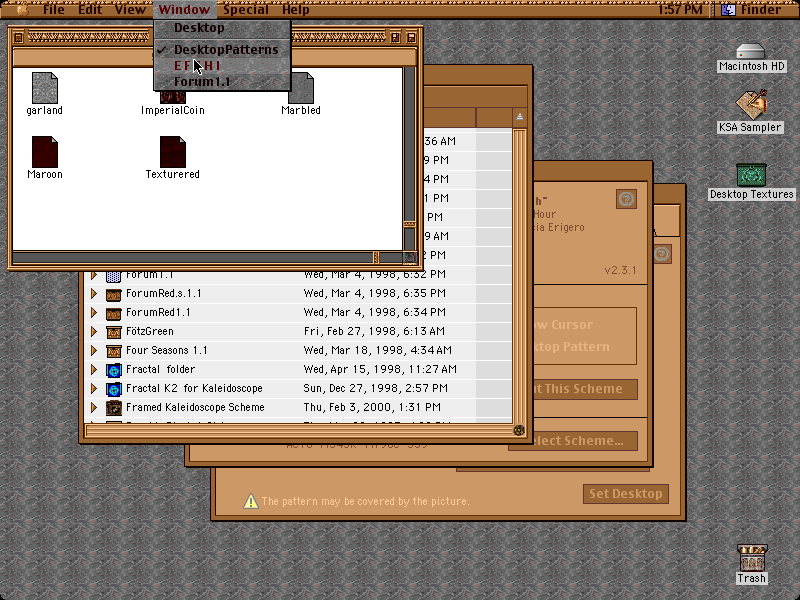 File Edit View Window Special Help 1:57 PM Finder
Desktop
✓ DesktopPatterns
E F H I
Forum1.1
garland ImperialCoin Marbled
Maroon Texturered
Macintosh HD
KSA Sampler
Desktop Textures
Trash
:36 AM
9 PM
4 PM
1 PM
PM
9 AM
2 PM
Forum1.1 Wed, Mar 4, 1998, 6:32 PM
ForumRed.s.1.1 Wed, Mar 4, 1998, 6:35 PM
ForumRed1.1 Wed, Mar 4, 1998, 6:34 PM
FötzGreen Fri, Feb 27, 1998, 6:13 AM
Four Seasons 1.1 Wed, Mar 18, 1998, 4:34 AM
Fractal folder Wed, Apr 15, 1998, 11:27 AM
Fractal K2 for Kaleidoscope Sun, Dec 27, 1998, 2:57 PM
Framed Kaleidoscope Scheme Thu, Feb 3, 2000, 1:31 PM
h"
Hour
cia Erigero
v2.3.1
ow Cursor
ktop Pattern
ut This Scheme
elect Scheme...
The pattern may be covered by the picture.
Set Desktop